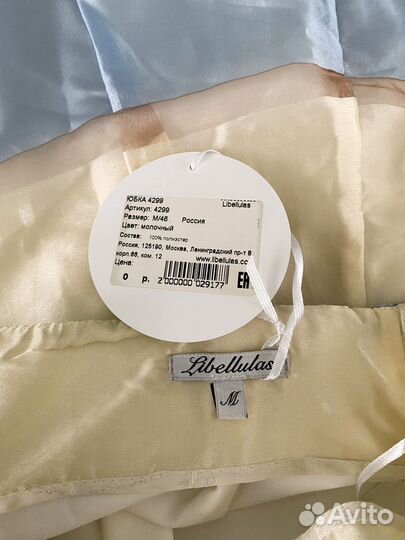 ЮБКА 4299 Libellulas
Артикул: 4299
Размер: M/46 Россия
Цвет: молочный
Состав: 100% полиэстер
Россия, 125190, Москва, Ленинградский пр-т 8
корп.66, ком. 12 www.libellulas.co
Цена:
0 р. 2 000000 029177 EAC
Libellulas
M
Avito